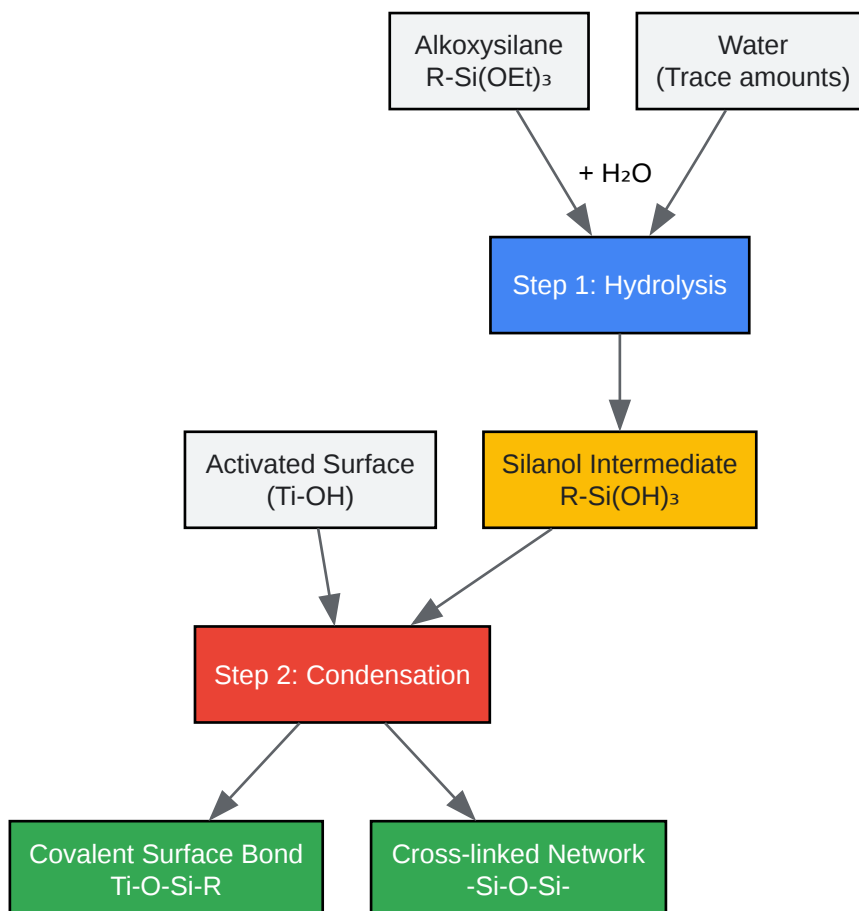 Alkoxysilane
R-Si(OEt)₃
Water
(Trace amounts)
+ H₂O
Step 1: Hydrolysis
Activated Surface
(Ti-OH)
Silanol Intermediate
R-Si(OH)₃
Step 2: Condensation
Covalent Surface Bond
Ti-O-Si-R
Cross-linked Network
-Si-O-Si-